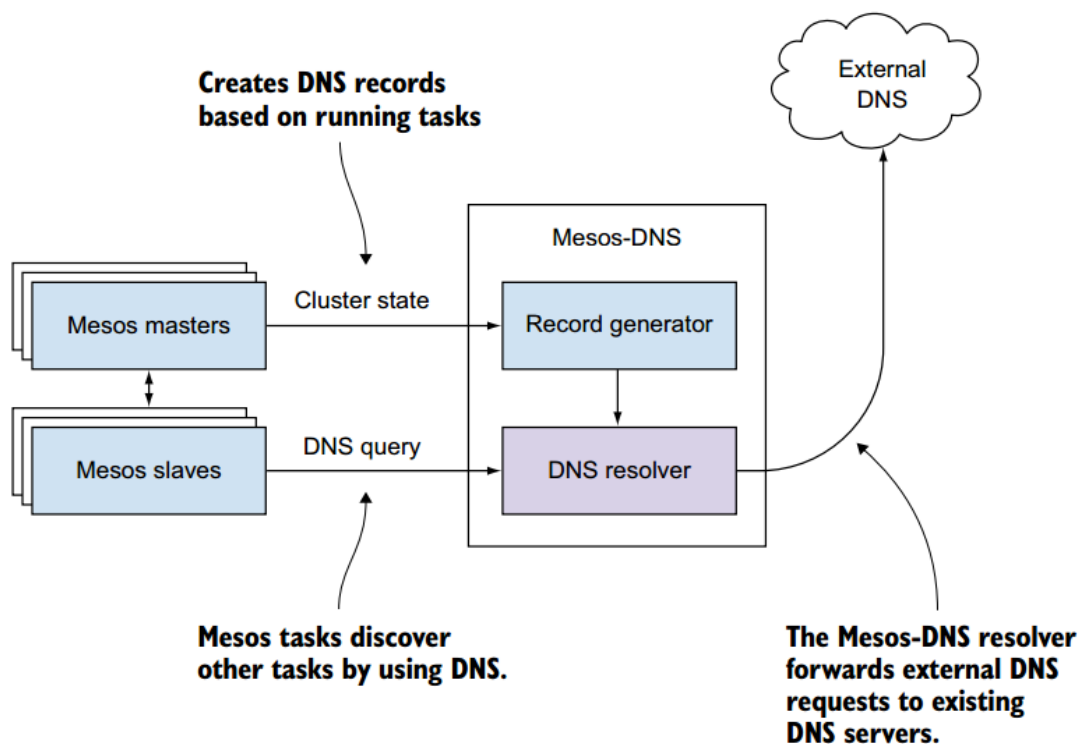 External
DNS
Creates DNS records
based on running tasks
Mesos-DNS
Mesos masters
Cluster state
Record generator
Mesos slaves
DNS query
DNS resolver
Mesos tasks discover
other tasks by using DNS.
The Mesos-DNS resolver
forwards external DNS
requests to existing
DNS servers.